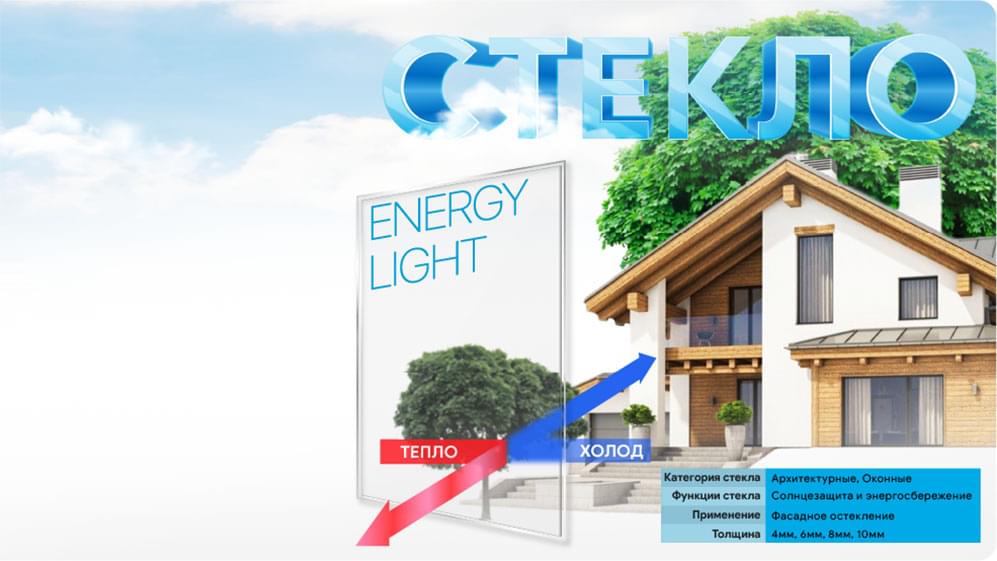 СТЕКЛО
ENERGY
LIGHT
ТЕПЛО
ХОЛОД
Категория стекла Архитектурные, Оконные
Функции стекла Солнцезащита и энергосбережение
Применение Фасадное остекление
Толщина 4мм, 6мм, 8мм, 10мм